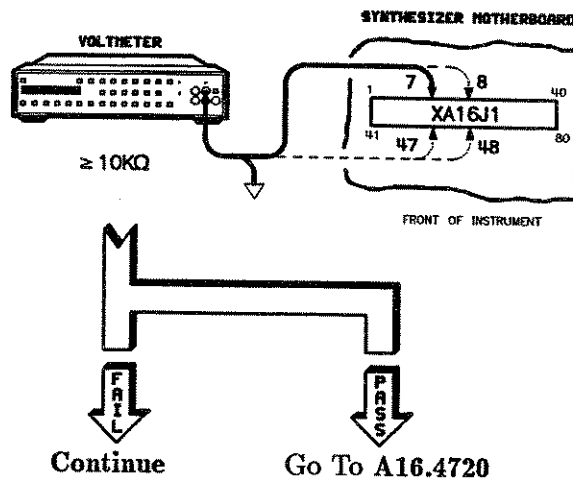 SYNTHESIZER MOTHERBOARD
VOLTMETER
7 8
1 40
XA16J1
41 47 48 80
≥ 10KΩ
FRONT OF INSTRUMENT
FAIL PASS
Continue Go To A16.4720